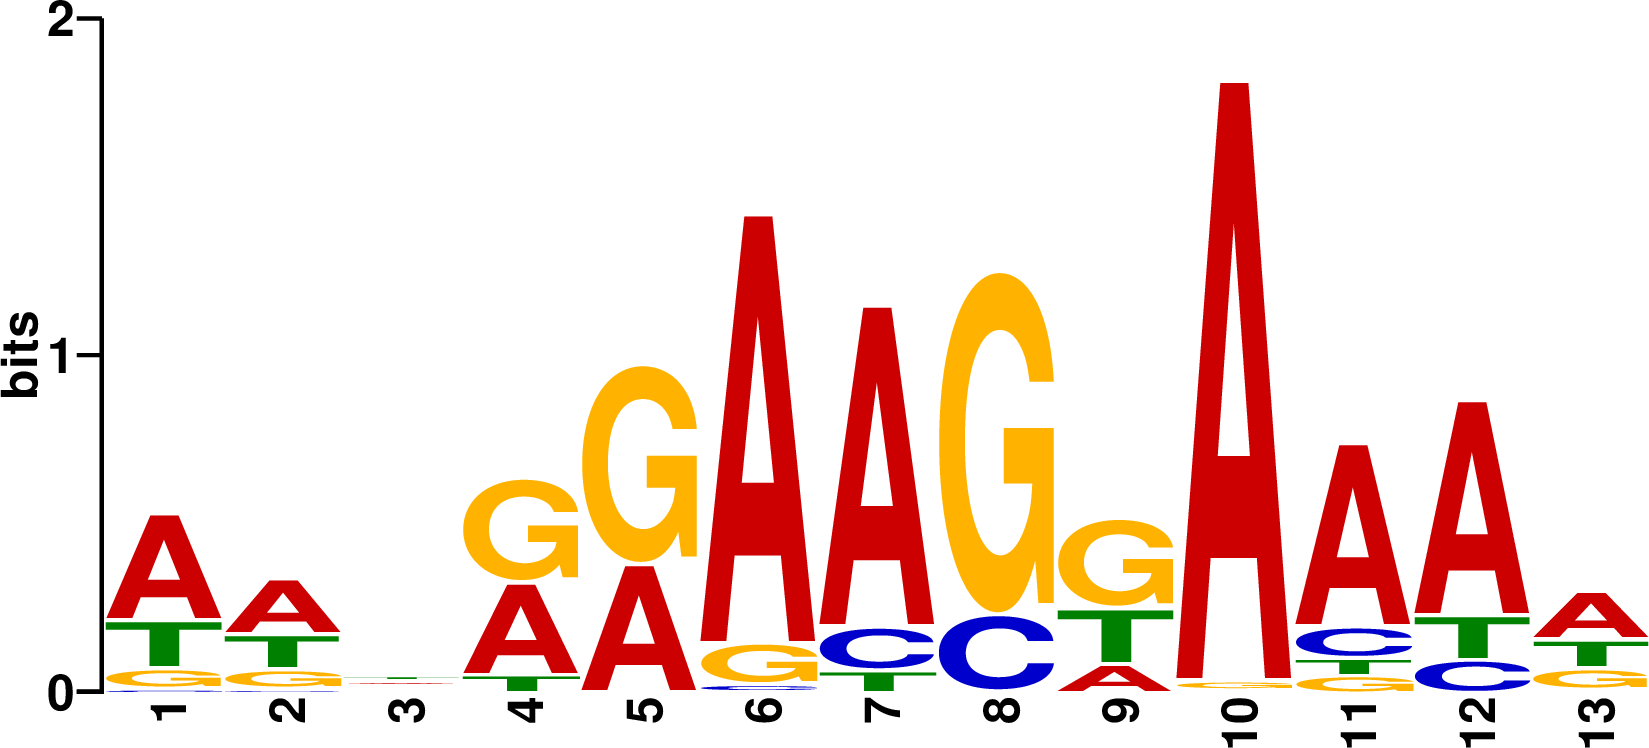 2
1
0
bits
A A G G A A G G A A A A
T T A A G C C T G C T T
G G T C T A T C G
G
1 2 3 4 5 6 7 8 9 10 11 12 13